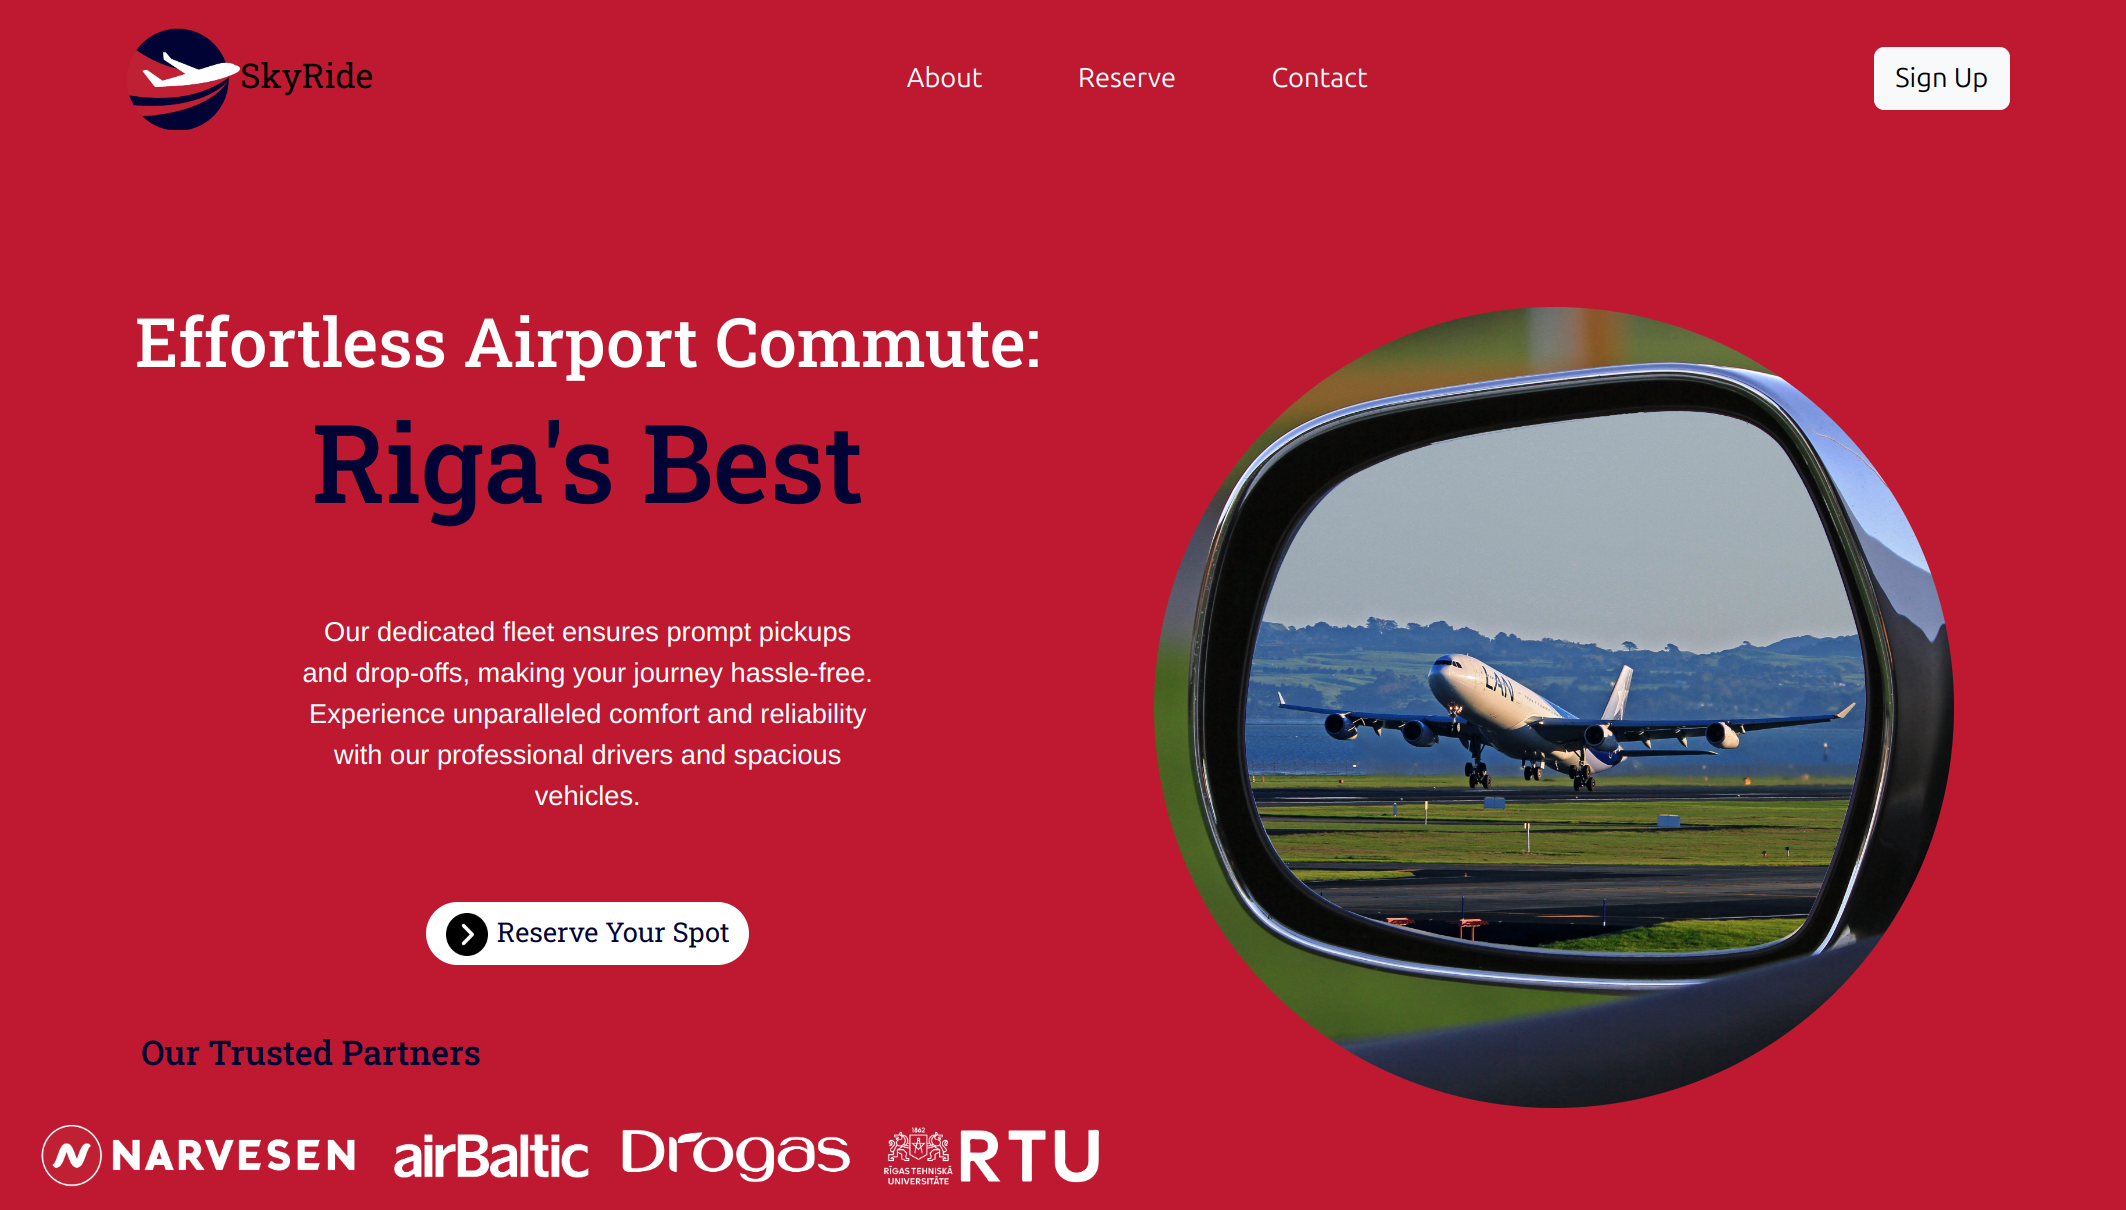 SkyRide
About
Reserve
Contact
Sign Up
Effortless Airport Commute:
Riga's Best
Our dedicated fleet ensures prompt pickups
and drop-offs, making your journey hassle-free.
Experience unparalleled comfort and reliability
with our professional drivers and spacious
vehicles.
LAN
Reserve Your Spot
Our Trusted Partners
NARVESEN
airBaltic
Drogas
1862
RĪGAS TEHNISKĀ
UNIVERSITĀTE
RTU